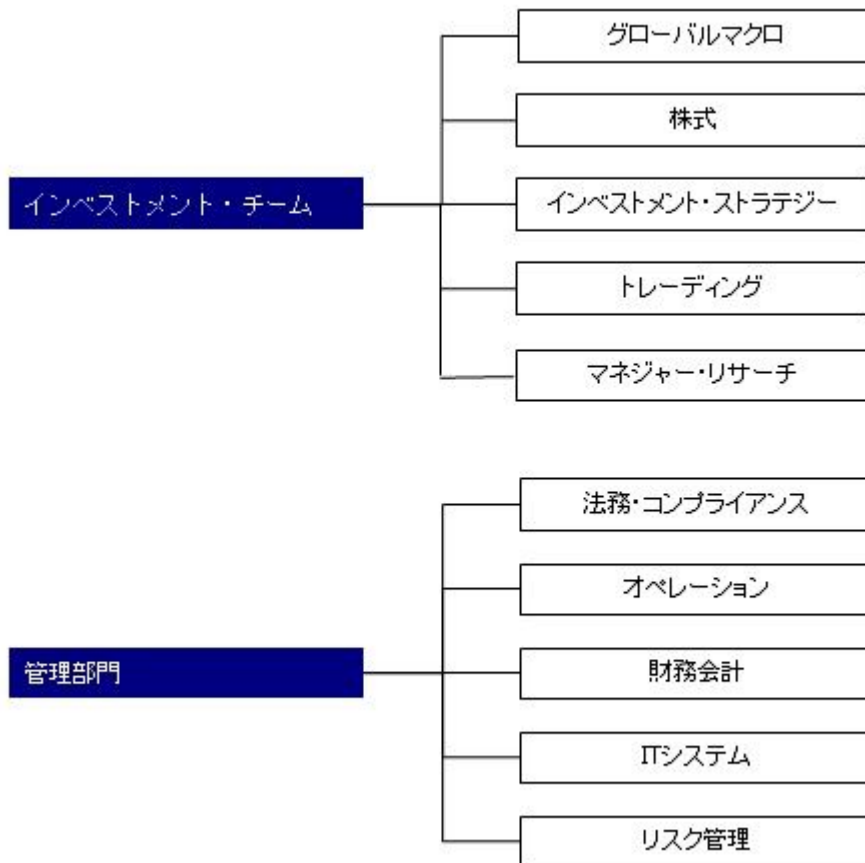 グローバルマクロ
株式
インベストメント・チーム
インベストメント・ストラテジー
トレーディング
マネジャー・リサーチ
法務・コンプライアンス
オペレーション
管理部門
財務会計
ITシステム
リスク管理